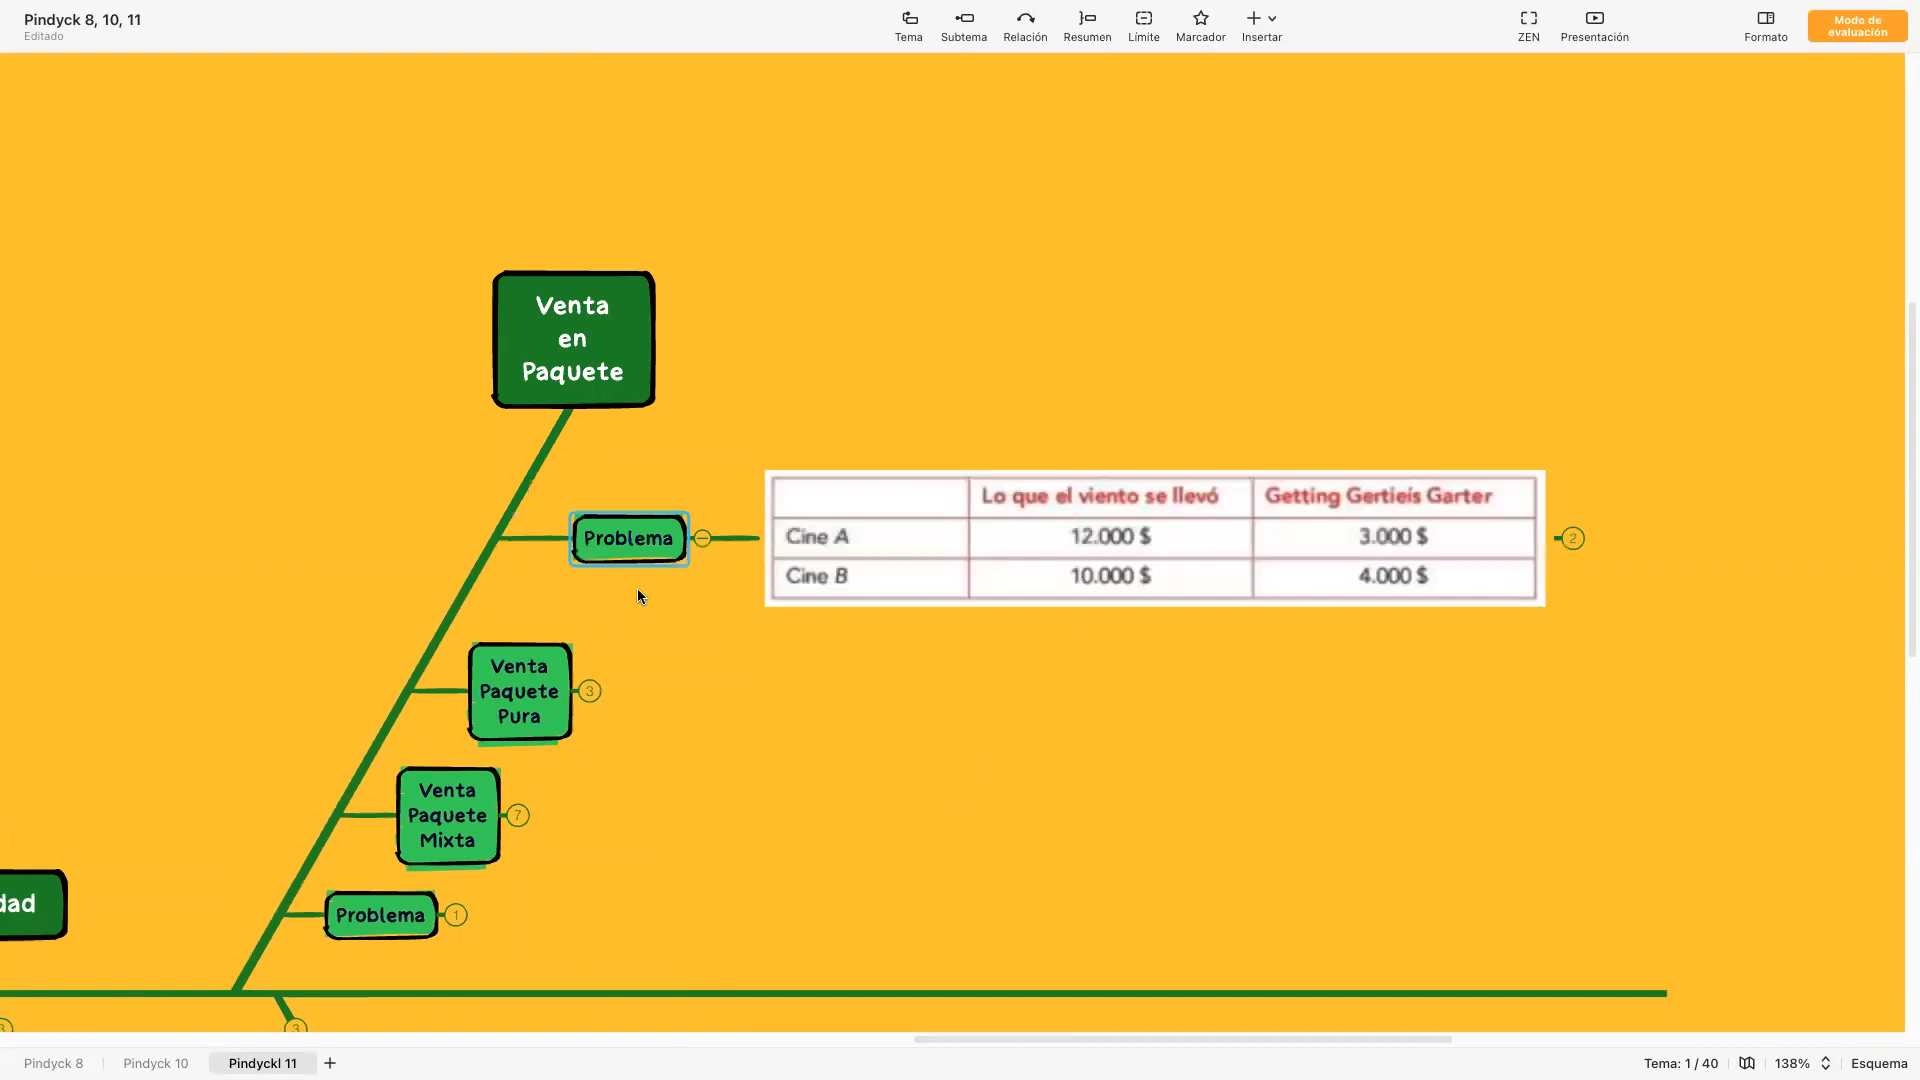 Pindyck 8, 10, 11
Editado
Tema
Subtema
Relación
Resumen
Límite
Marcador
Insertar
ZEN
Presentación
Formato
Modo de
evaluación
Venta
en
Paquete
Problema
Lo que el viento se llevó Getting Gertieís Garter
Cine A 12.000 $ 3.000 $
Cine B 10.000 $ 4.000 $
2
Venta
Paquete
Pura
3
Venta
Paquete
Mixta
7
dad
Problema
1
3
3
Pindyck 8
Pindyck 10
Pindyckl 11
Tema: 1 / 40
138%
Esquema